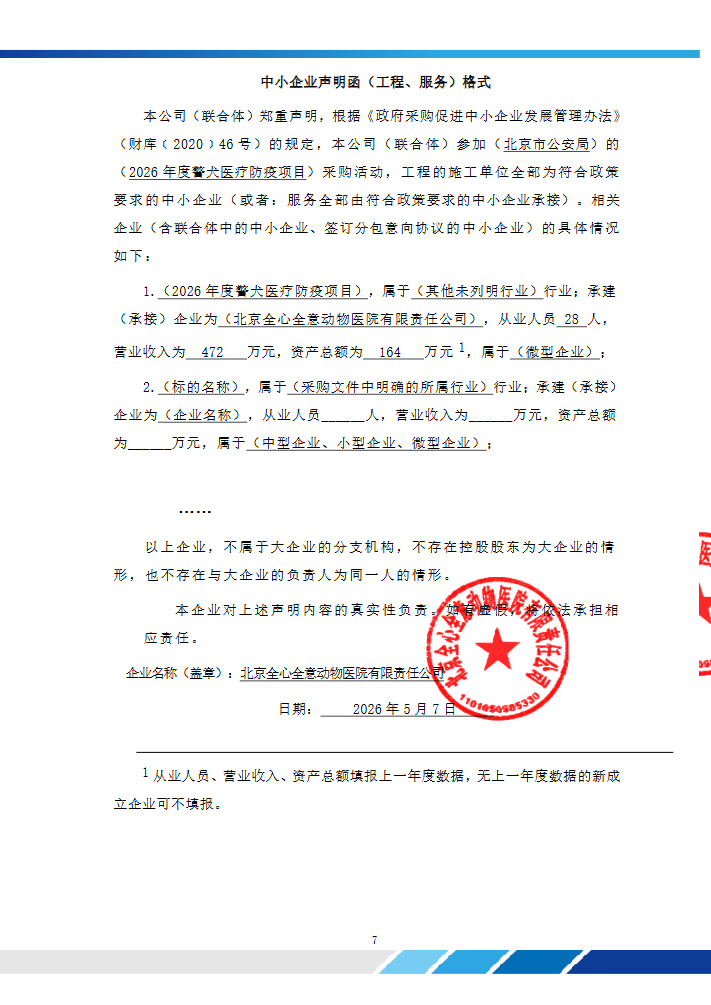 中小企业声明函（工程、服务）格式
本公司（联合体）郑重声明，根据《政府采购促进中小企业发展管理办法》
（财库﹝2020﹞46 号）的规定，本公司（联合体）参加（北京市公安局）的
（2026 年度警犬医疗防疫项目）采购活动，工程的施工单位全部为符合政策
要求的中小企业（或者：服务全部由符合政策要求的中小企业承接）。相关
企业（含联合体中的中小企业、签订分包意向协议的中小企业）的具体情况
如下：
1.（2026 年度警犬医疗防疫项目），属于（其他未列明行业）行业；承建
（承接）企业为（北京全心全意动物医院有限责任公司），从业人员 28 人，
营业收入为 472 万元，资产总额为 164 万元 1，属于（微型企业）；
2.（标的名称），属于（采购文件中明确的所属行业）行业；承建（承接）
企业为（企业名称），从业人员______人，营业收入为______万元，资产总额
为______万元，属于（中型企业、小型企业、微型企业）；
……
以上企业，不属于大企业的分支机构，不存在控股股东为大企业的情
形，也不存在与大企业的负责人为同一人的情形。
本企业对上述声明内容的真实性负责。如有虚假，将依法承担相
应责任。
企业名称（盖章）：北京全心全意动物医院有限责任公司
日期： 2026 年 5 月 7 日
北京全心全意动物医院有限责任公司
1 从业人员、营业收入、资产总额填报上一年度数据，无上一年度数据的新成
立企业可不填报。
7